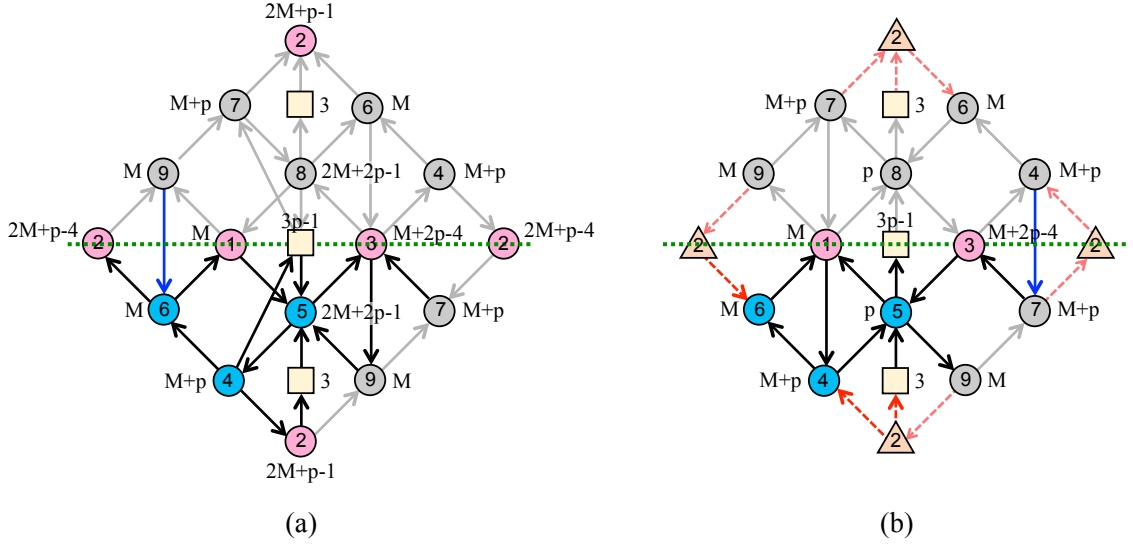 2M+p-1
2
2
M+p 7 3 6 M
M+p 7 3 6 M
M 9 8 2M+2p-1 4 M+p
M 9 p 8 4 M+p
3p-1
3p-1
2M+p-4 2 M 1 3 M+2p-4 2 2M+p-4
2 M 1 3 M+2p-4 2
M 6 5 2M+2p-1 7 M+p
M 6 p 5 7 M+p
M+p 4 3 9 M
M+p 4 3 9 M
2
2
2M+p-1
(a)
(b)